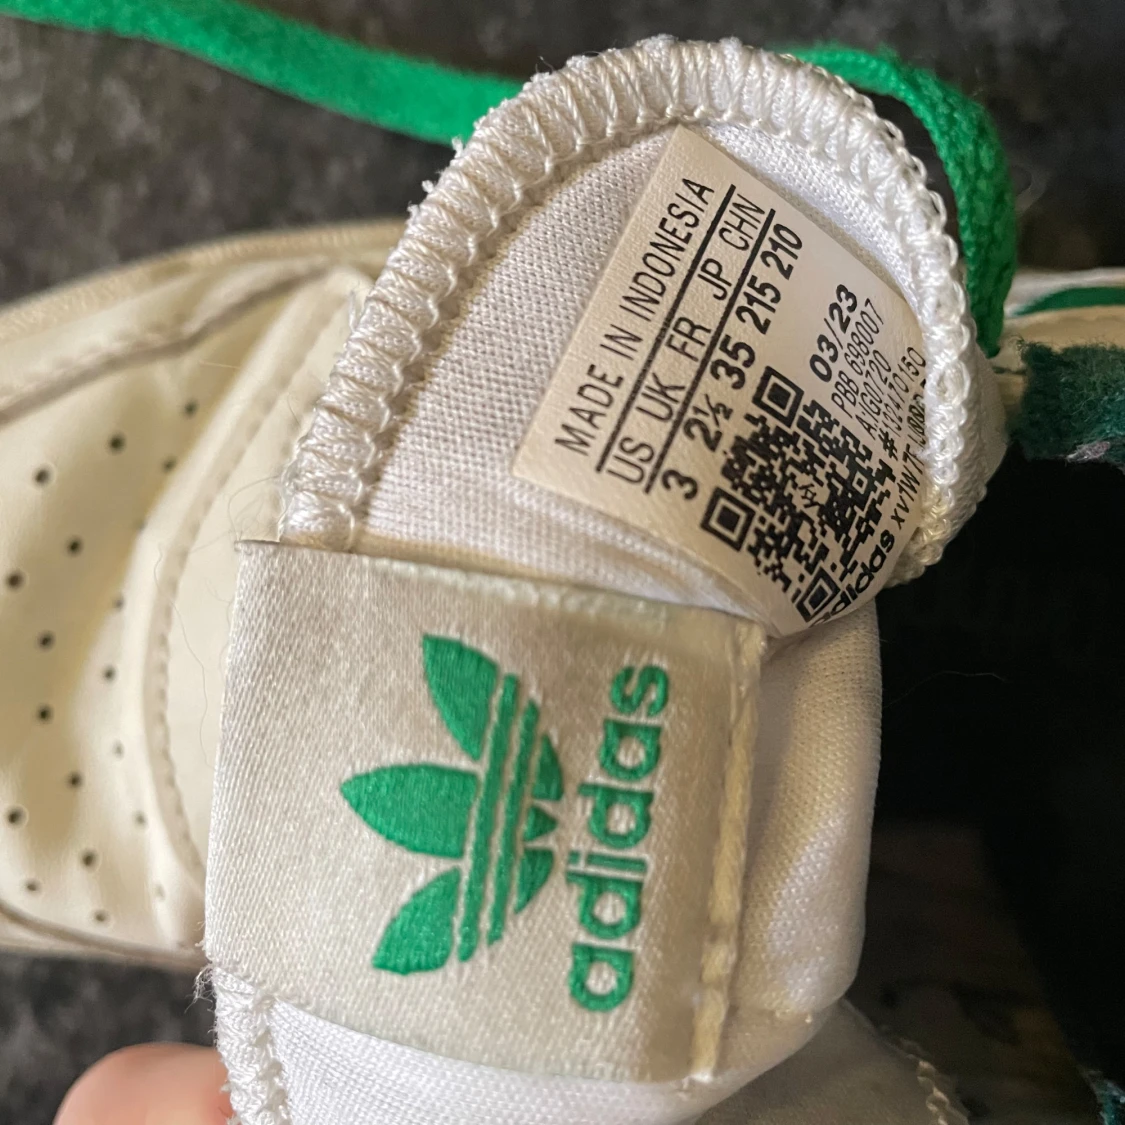 MADE IN INDONESIA
US UK FR JP CHN
3 2½ 35 215 210
03/23
PBB 698007
A:IG0720
adidas
adidas